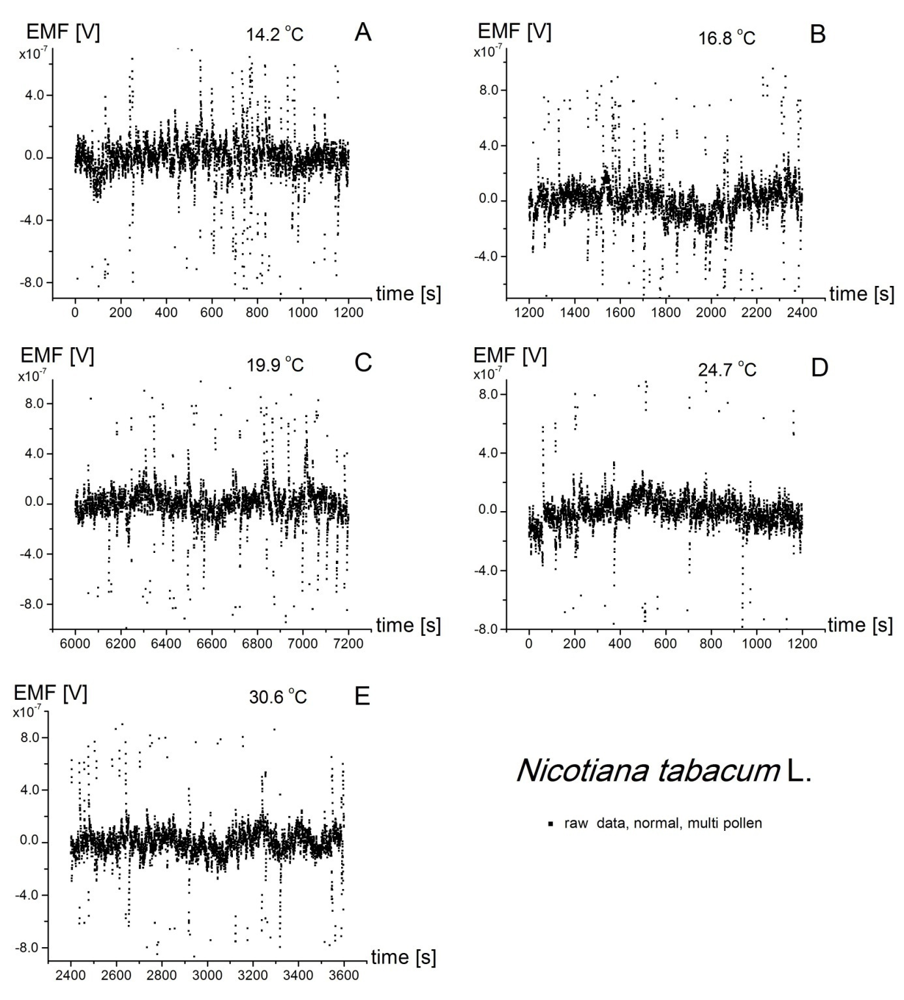 EMF [V]
14.2 °C
A
x10-7
4.0
0.0
-4.0
-8.0
time [s]
0 200 400 600 800 1000 1200
EMF [V]
16.8 °C
B
x10-7
8.0
4.0
0.0
-4.0
time [s]
1200 1400 1600 1800 2000 2200 2400
EMF [V]
19.9 °C
C
x10-7
8.0
4.0
0.0
-4.0
-8.0
time [s]
6000 6200 6400 6600 6800 7000 7200
EMF [V]
24.7 °C
D
x10-7
8.0
4.0
0.0
-4.0
-8.0
time [s]
0 200 400 600 800 1000 1200
EMF [V]
30.6 °C
E
x10-7
8.0
4.0
0.0
-4.0
-8.0
time [s]
2400 2600 2800 3000 3200 3400 3600
Nicotiana tabacum L.
raw data, normal, multi pollen